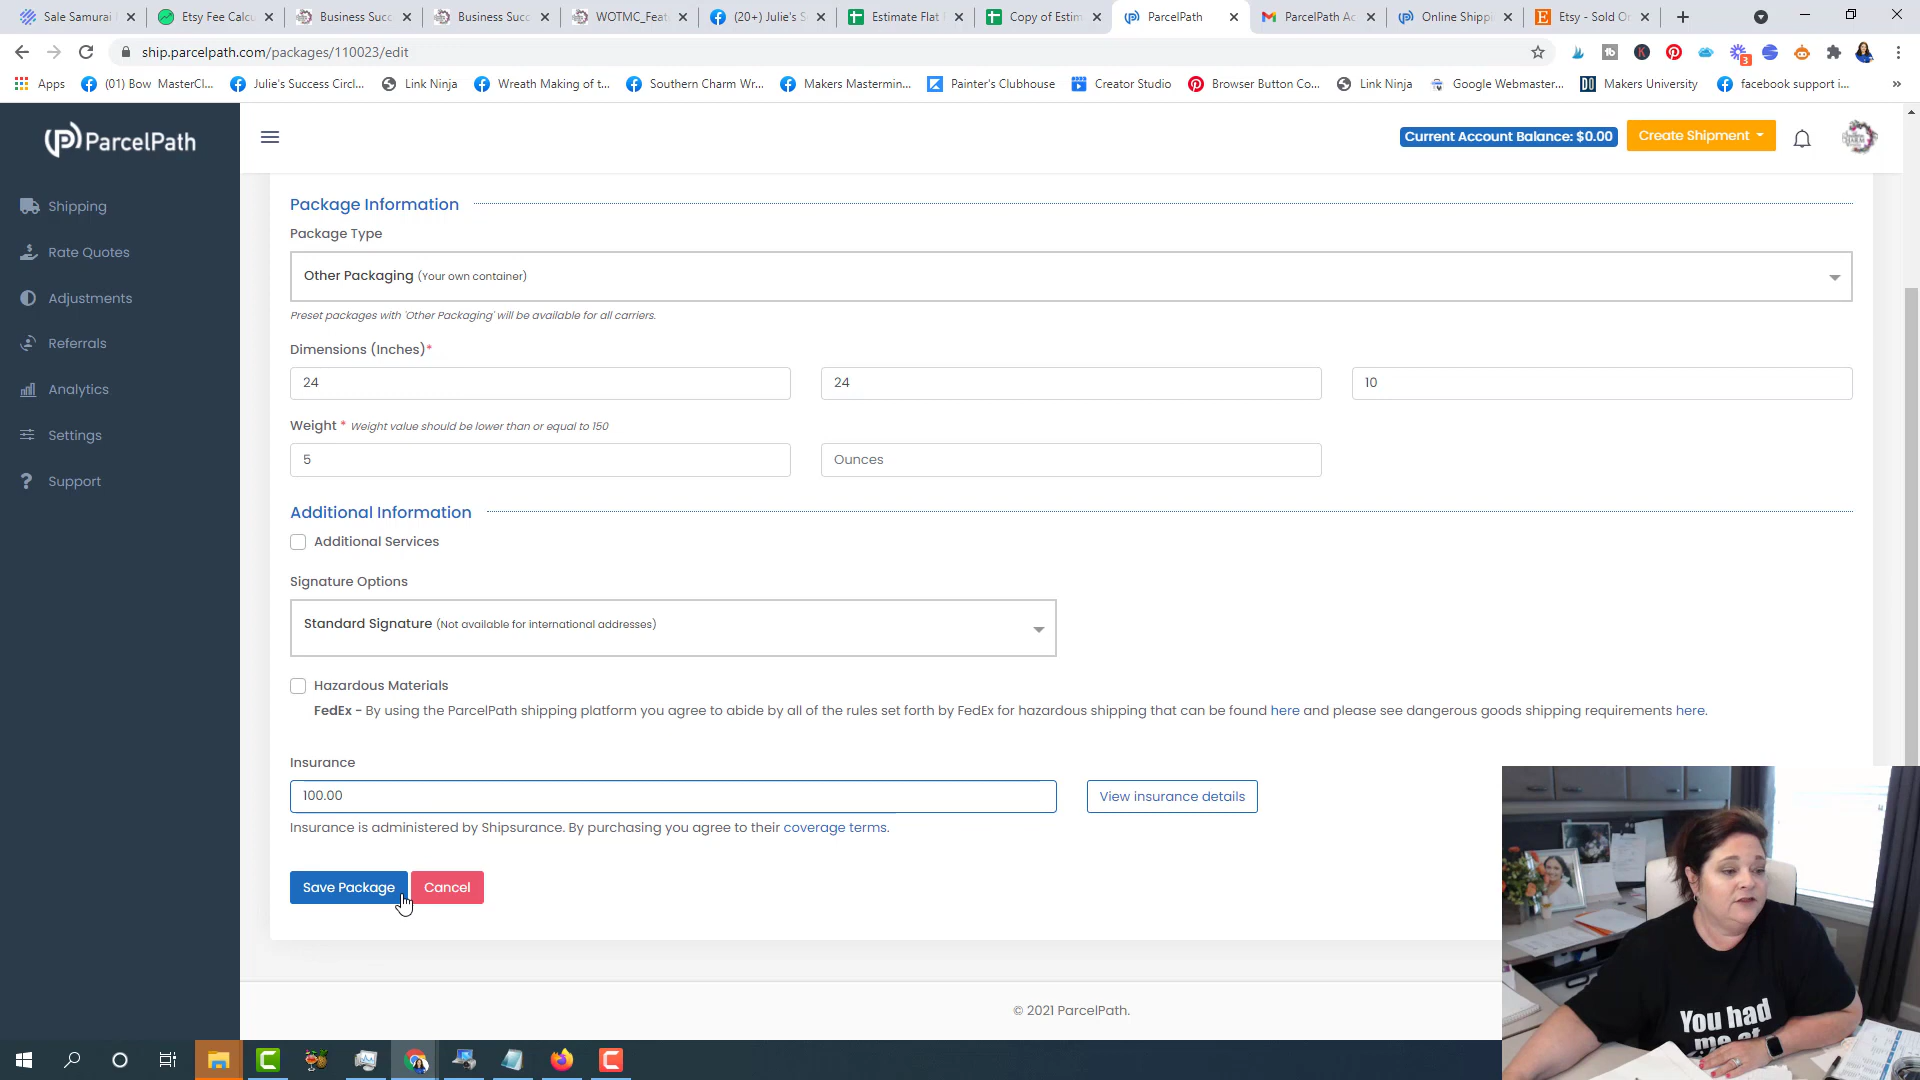 Sale Samurai
Etsy Fee Calcu
Business Succ
Business Succ
WOTMC_Feat
(20+) Julie's S
Estimate Flat
Copy of Estim
ParcelPath
ParcelPath Ac
Online Shippi
Etsy - Sold O
ship.parcelpath.com/packages/110023/edit
3
Apps
(01) Bow MasterCl...
Julie's Success Circl...
Link Ninja
Wreath Making of t...
Southern Charm Wr...
Makers Mastermin...
Painter's Clubhouse
Creator Studio
Browser Button Co...
Link Ninja
Google Webmaster...
Makers University
facebook support i...
ParcelPath
Current Account Balance: $0.00
Create Shipment
Shipping
Rate Quotes
Adjustments
Referrals
Analytics
Settings
Support
Package Information
Package Type
Other Packaging (Your own container)
Preset packages with 'Other Packaging' will be available for all carriers.
Dimensions (Inches)*
24
24
10
Weight * Weight value should be lower than or equal to 150
5
Ounces
Additional Information
Additional Services
Signature Options
Standard Signature (Not available for international addresses)
Hazardous Materials
FedEx - By using the ParcelPath shipping platform you agree to abide by all of the rules set forth by FedEx for hazardous shipping that can be found here and please see dangerous goods shipping requirements here.
Insurance
100.00
View insurance details
Insurance is administered by Shipsurance. By purchasing you agree to their coverage terms.
Save Package
Cancel
© 2021 ParcelPath.
You had
me at